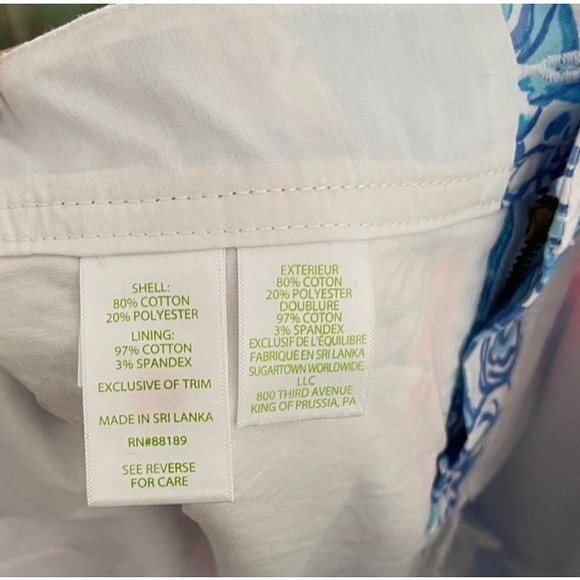 SHELL:
80% COTTON
20% POLYESTER
LINING:
97% COTTON
3% SPANDEX
EXCLUSIVE OF TRIM
MADE IN SRI LANKA
RN#88189
SEE REVERSE
FOR CARE
EXTERIEUR
80% COTON
20% POLYESTER
DOUBLURE
97% COTON
3% SPANDEX
EXCLUSIF DE L'ÉQUILIBRE
FABRIQUE EN SRI LANKA
SUGARTOWN WORLDWIDE,
LLC
800 THIRD AVENUE
KING OF PRUSSIA, PA